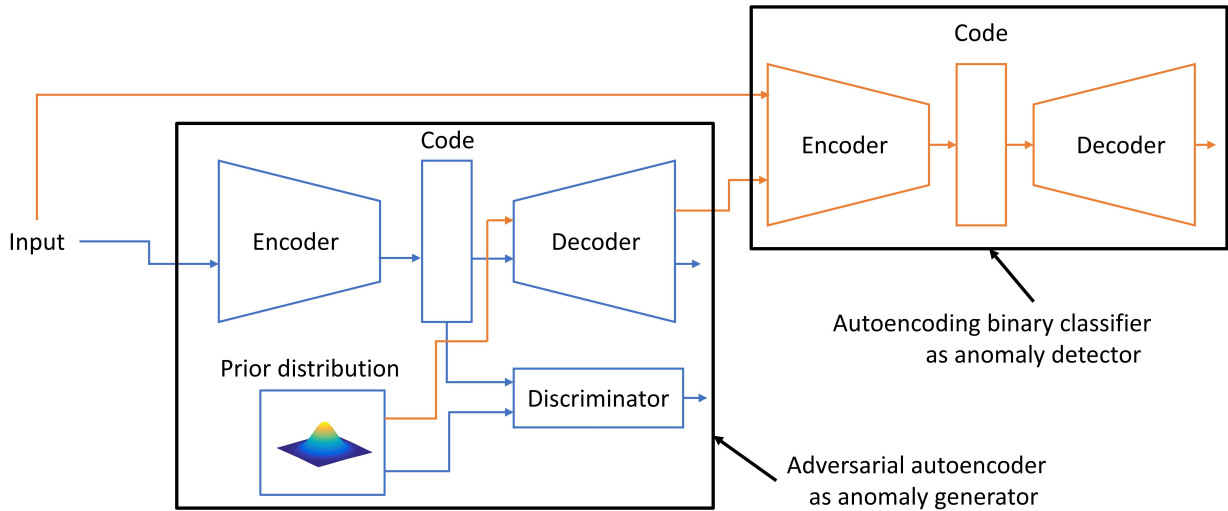 Code
Encoder
Decoder
Code
Input
Encoder
Decoder
Autoencoding binary classifier
as anomaly detector
Prior distribution
Discriminator
Adversarial autoencoder
as anomaly generator